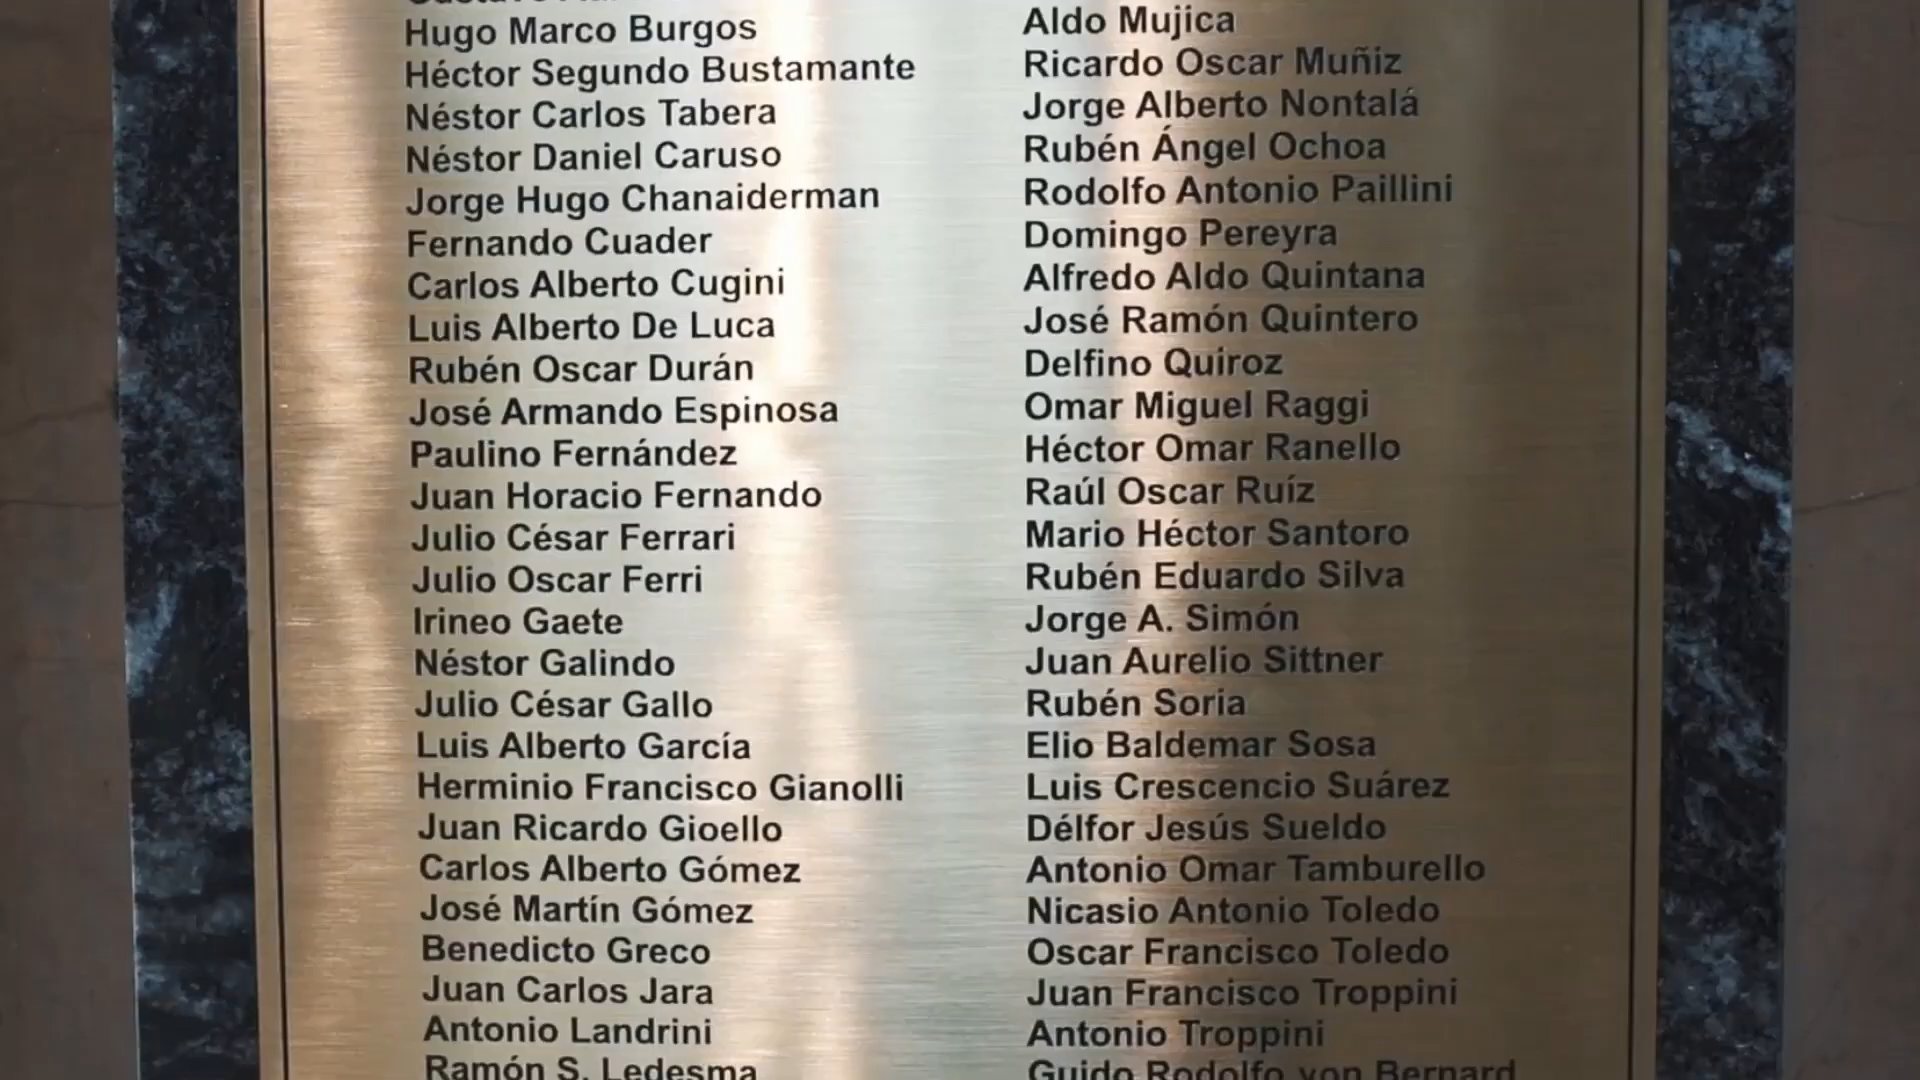 Hugo Marco Burgos
Héctor Segundo Bustamante
Néstor Carlos Tabera
Néstor Daniel Caruso
Jorge Hugo Chanaiderman
Fernando Cuader
Carlos Alberto Cugini
Luis Alberto De Luca
Rubén Oscar Durán
José Armando Espinosa
Paulino Fernández
Juan Horacio Fernando
Julio César Ferrari
Julio Oscar Ferri
Irineo Gaete
Néstor Galindo
Julio César Gallo
Luis Alberto García
Herminio Francisco Gianolli
Juan Ricardo Gioello
Carlos Alberto Gómez
José Martín Gómez
Benedicto Greco
Juan Carlos Jara
Antonio Landrini
Ramón S. Ledesma
Aldo Mujica
Ricardo Oscar Muñiz
Jorge Alberto Nontalá
Rubén Ángel Ochoa
Rodolfo Antonio Paillini
Domingo Pereyra
Alfredo Aldo Quintana
José Ramón Quintero
Delfino Quiroz
Omar Miguel Raggi
Héctor Omar Ranello
Raúl Oscar Ruíz
Mario Héctor Santoro
Rubén Eduardo Silva
Jorge A. Simón
Juan Aurelio Sittner
Rubén Soria
Elio Baldemar Sosa
Luis Crescencio Suárez
Délfor Jesús Sueldo
Antonio Omar Tamburello
Nicasio Antonio Toledo
Oscar Francisco Toledo
Juan Francisco Troppini
Antonio Troppini
Guido Rodolfo von Bernard